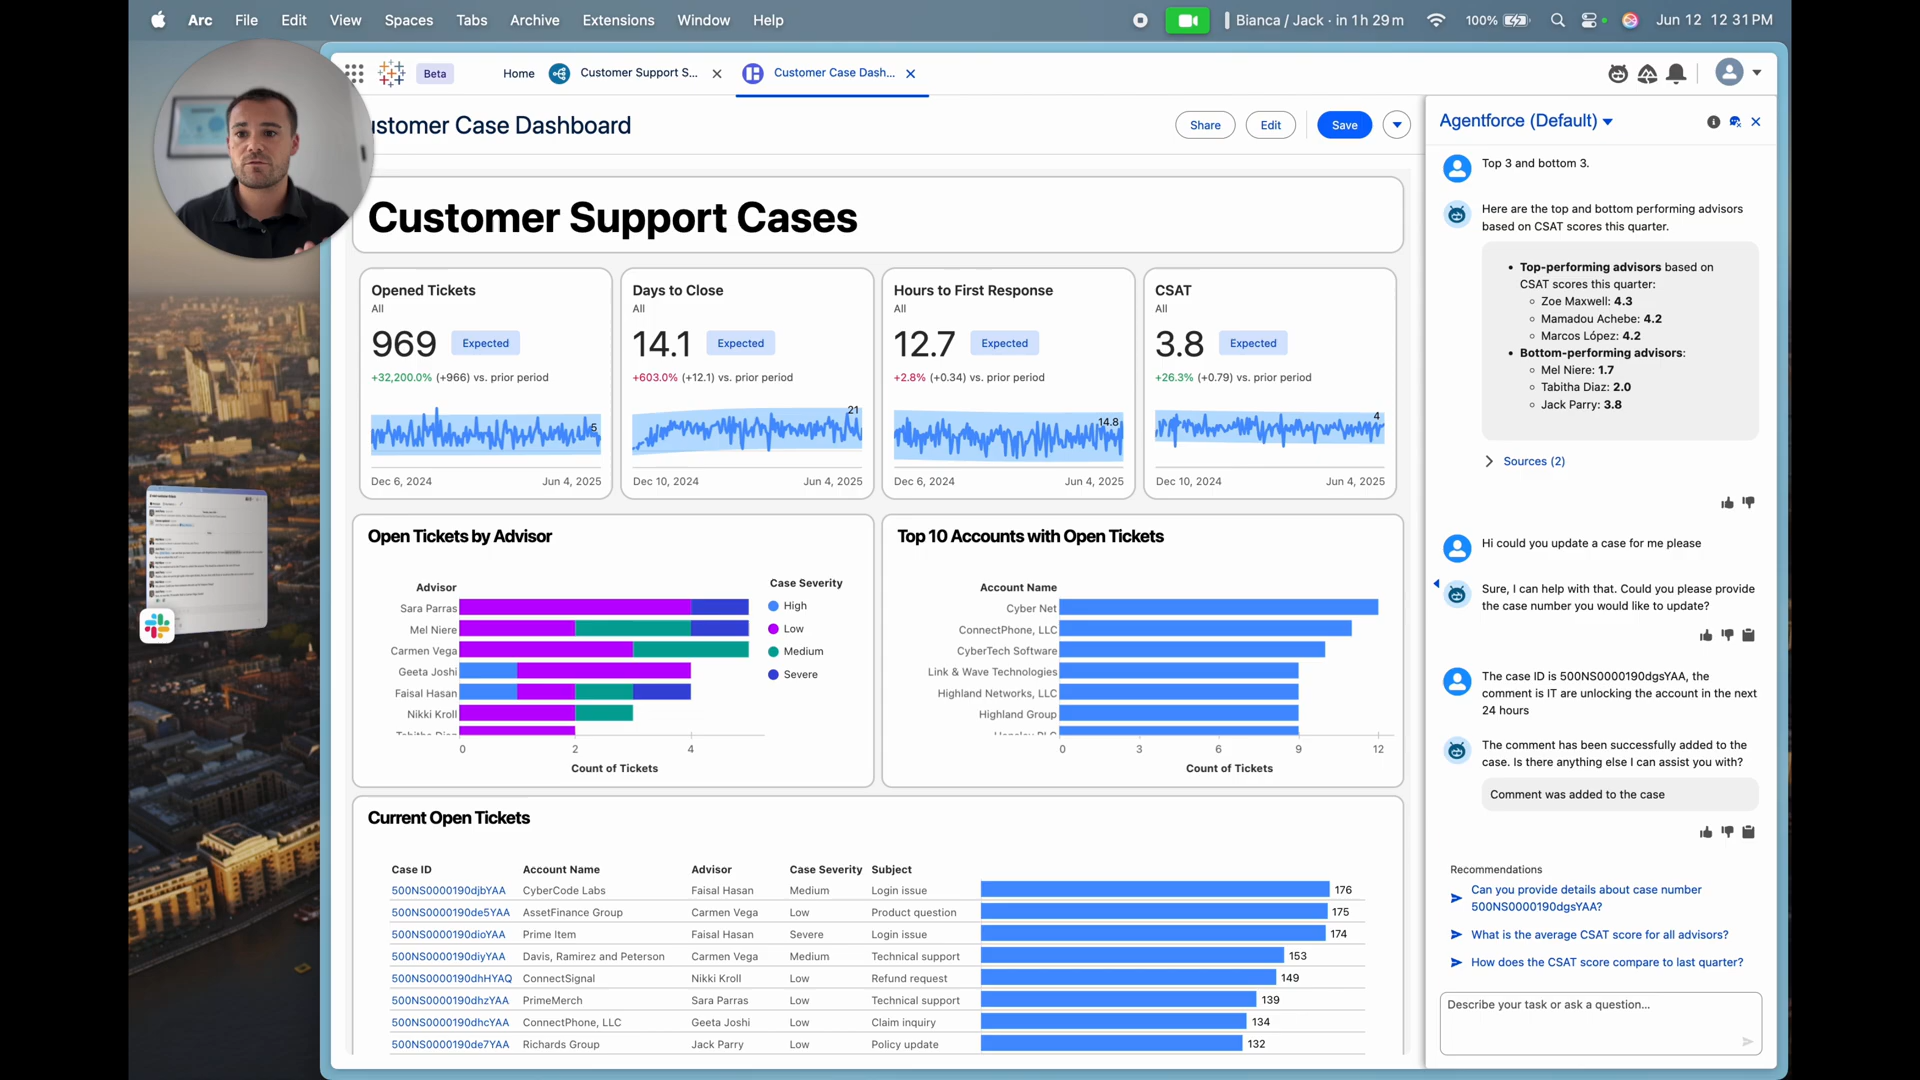 Arc File Edit View Spaces Tabs Archive Extensions Window Help
Bianca / Jack · in 1 h 29 m 100% Jun 12 12:31 PM
Beta Home Customer Support S... Customer Case Dash...
ustomer Case Dashboard
Share Edit Save
Customer Support Cases
Opened Tickets
All
969 Expected
+32,200.0% (+966) vs. prior period
5
Dec 6, 2024 Jun 4, 2025
Days to Close
All
14.1 Expected
+603.0% (+12.1) vs. prior period
21
Dec 10, 2024 Jun 4, 2025
Hours to First Response
All
12.7 Expected
+2.8% (+0.34) vs. prior period
14.8
Dec 6, 2024 Jun 4, 2025
CSAT
All
3.8 Expected
+26.3% (+0.79) vs. prior period
4
Dec 10, 2024 Jun 4, 2025
Open Tickets by Advisor
Advisor
Sara Parras
Mel Niere
Carmen Vega
Geeta Joshi
Faisal Hasan
Nikki Kroll
Tabitha Diaz
0 2 4
Count of Tickets
Case Severity
High
Low
Medium
Severe
Top 10 Accounts with Open Tickets
Account Name
Cyber Net
ConnectPhone, LLC
CyberTech Software
Link & Wave Technologies
Highland Networks, LLC
Highland Group
0 3 6 9 12
Count of Tickets
Current Open Tickets
Case ID Account Name Advisor Case Severity Subject
500NS0000190djbYAA CyberCode Labs Faisal Hasan Medium Login issue 176
500NS0000190de5YAA AssetFinance Group Carmen Vega Low Product question 175
500NS0000190dioYAA Prime Item Faisal Hasan Severe Login issue 174
500NS0000190diyYAA Davis, Ramirez and Peterson Carmen Vega Medium Technical support 153
500NS0000190dhHYAQ ConnectSignal Nikki Kroll Low Refund request 149
500NS0000190dhzYAA PrimeMerch Sara Parras Low Technical support 139
500NS0000190dhcYAA ConnectPhone, LLC Geeta Joshi Low Claim inquiry 134
500NS0000190de7YAA Richards Group Jack Parry Low Policy update 132
Agentforce (Default)
Top 3 and bottom 3.
Here are the top and bottom performing advisors
based on CSAT scores this quarter.
Top-performing advisors based on
CSAT scores this quarter:
Zoe Maxwell: 4.3
Mamadou Achebe: 4.2
Marcos López: 4.2
Bottom-performing advisors:
Mel Niere: 1.7
Tabitha Diaz: 2.0
Jack Parry: 3.8
Sources (2)
Hi could you update a case for me please
Sure, I can help with that. Could you please provide
the case number you would like to update?
The case ID is 500NS0000190dgsYAA, the
comment is IT are unlocking the account in the next
24 hours
The comment has been successfully added to the
case. Is there anything else I can assist you with?
Comment was added to the case
Recommendations
Can you provide details about case number
500NS0000190dgsYAA?
What is the average CSAT score for all advisors?
How does the CSAT score compare to last quarter?
Describe your task or ask a question...